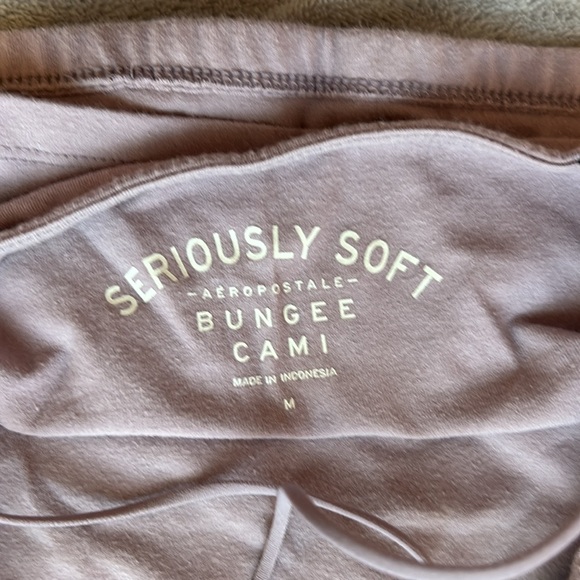 SERIOUSLY SOFT
-AÉROPOSTALE-
BUNGEE
CAMI
MADE IN INDONESIA
M